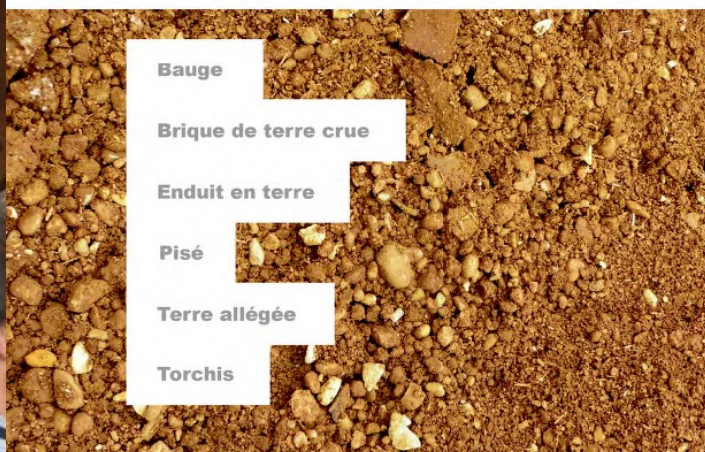 Bauge
Brique de terre crue
Enduit en terre
Pisé
Terre allégée
Torchis